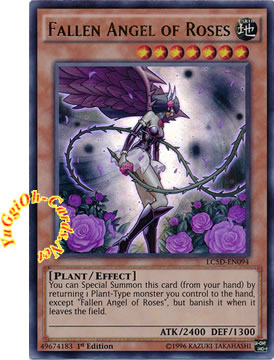 FALLEN ANGEL OF ROSES
YuGgiOh-Cards.Net
LC5D-EN094
[PLANT / EFFECT]
You can Special Summon this card (from your hand) by
returning 1 Plant-Type monster you control to the hand,
except "Fallen Angel of Roses", but banish it when it
leaves the field.
ATK/2400 DEF/1300
49674183 1st Edition ©1996 KAZUKI TAKAHASHI